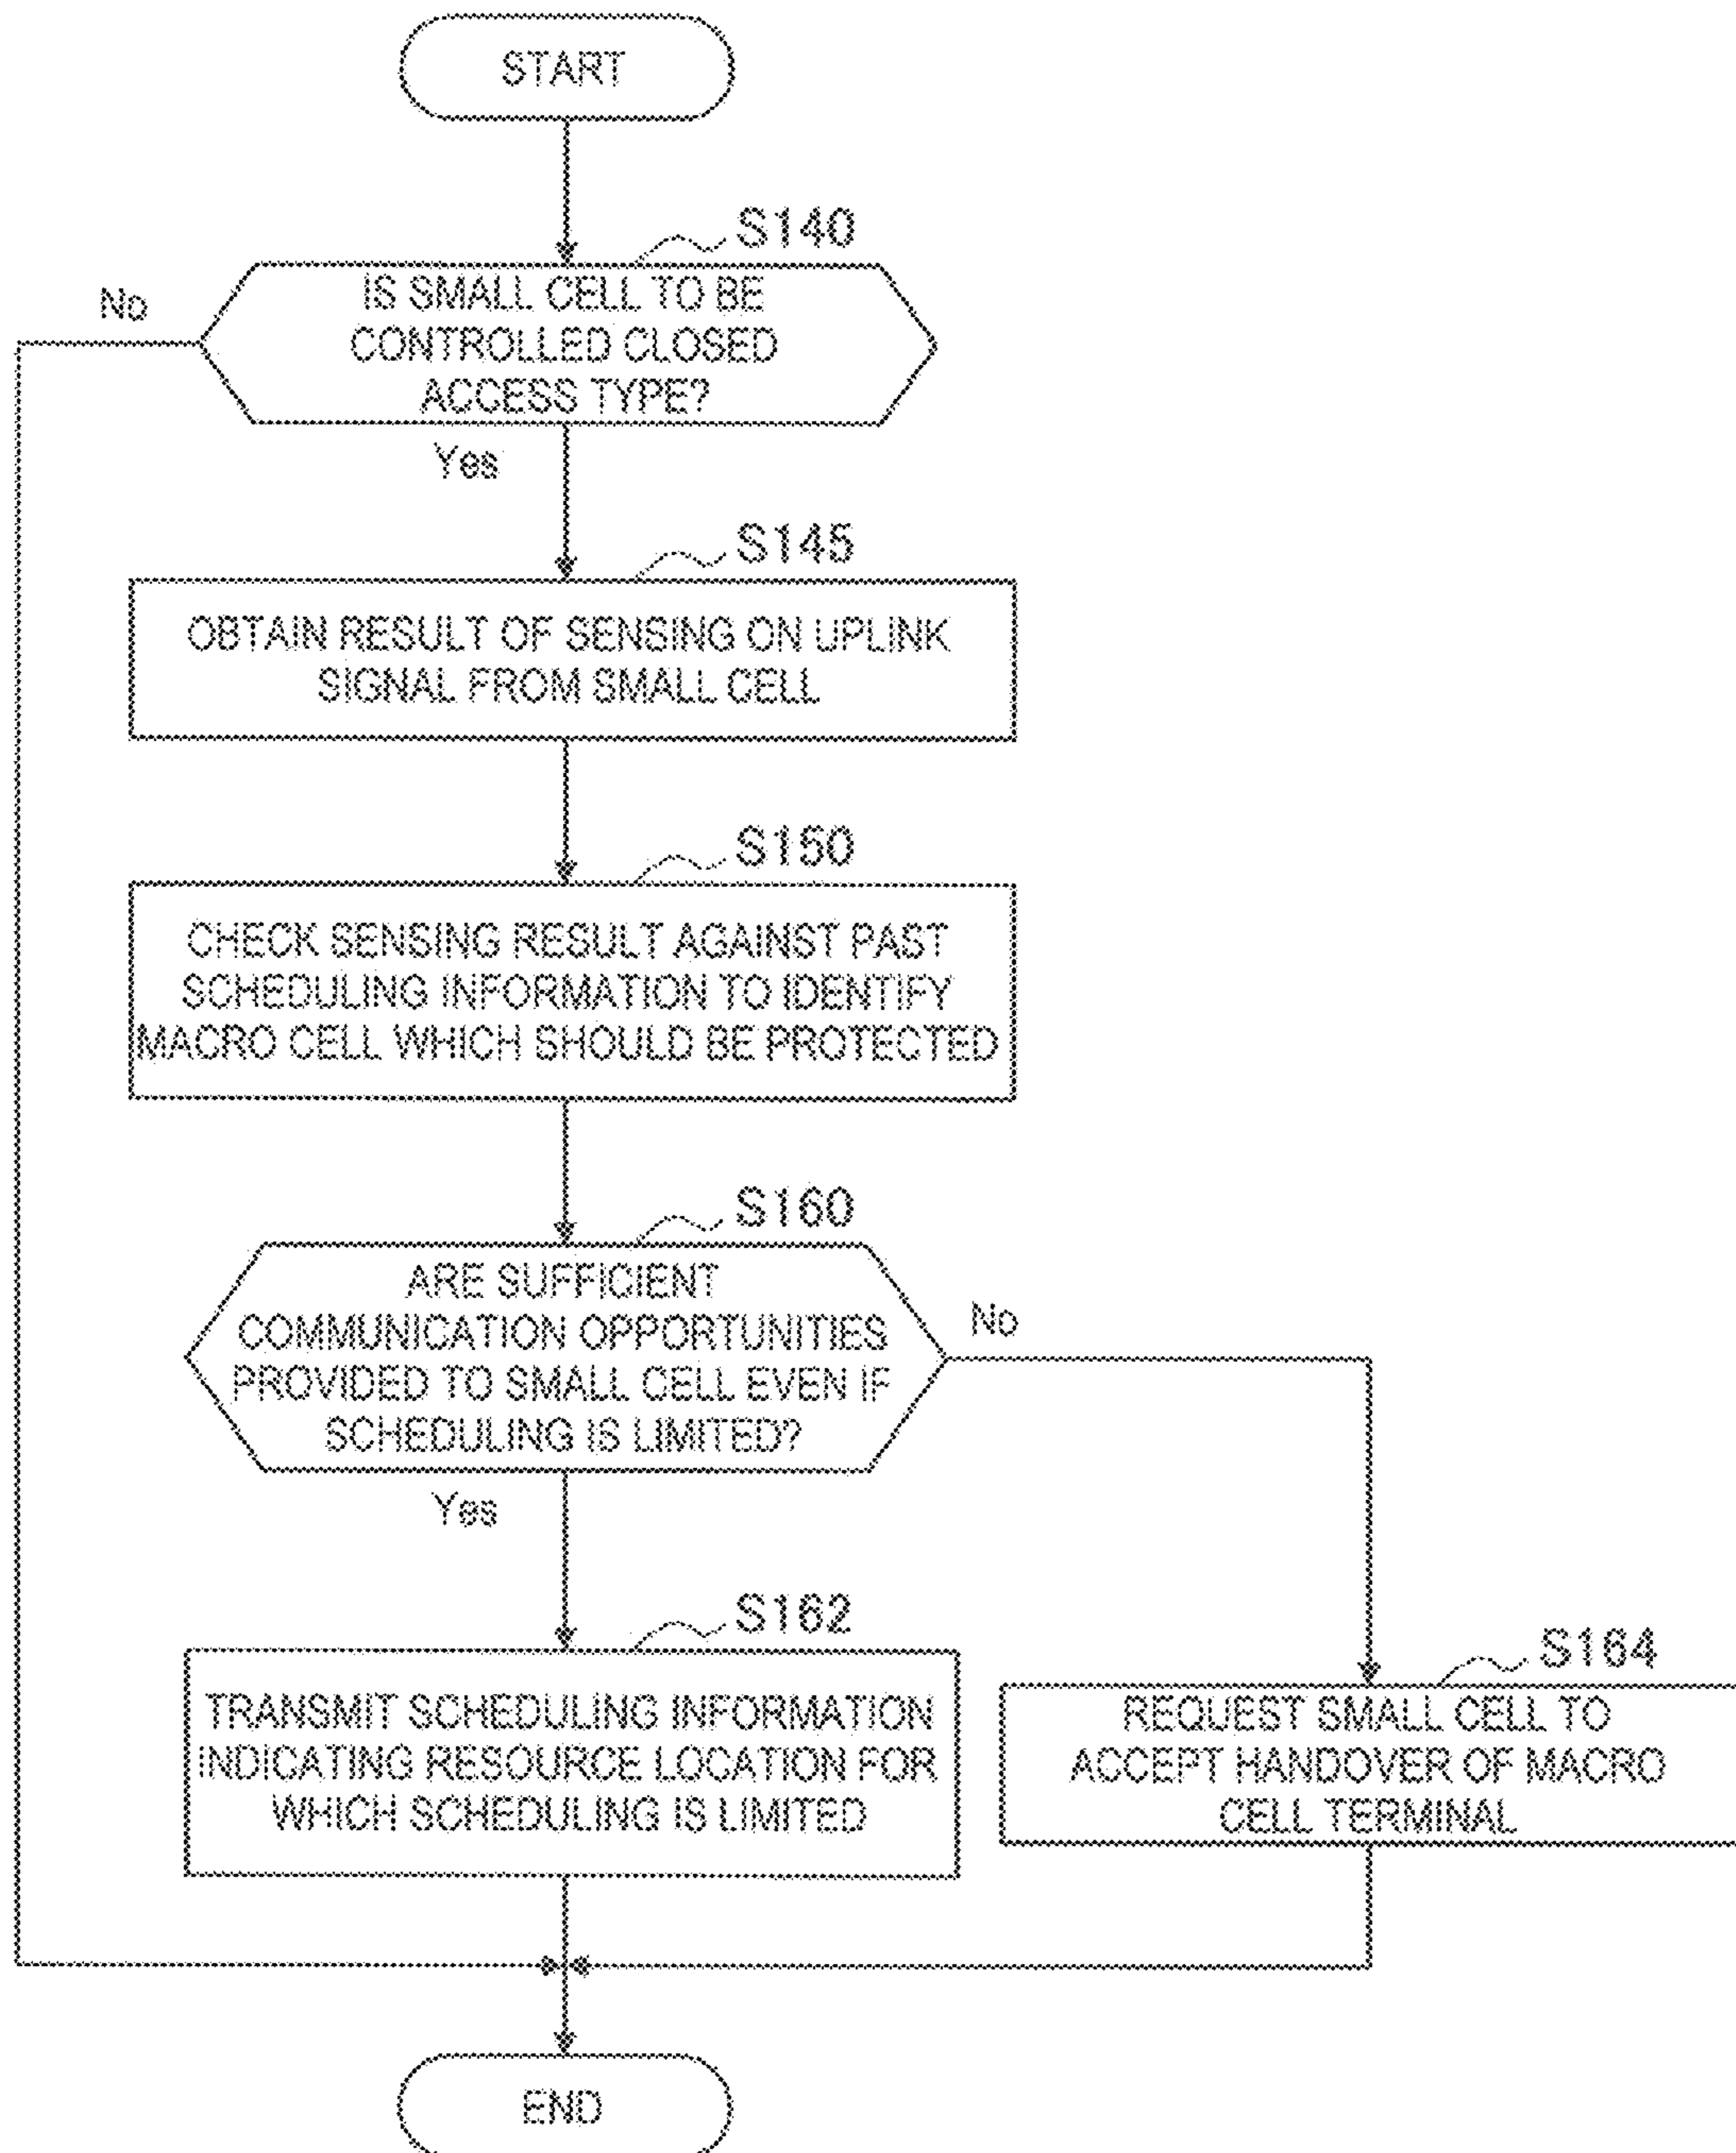 START
S140
No
IS SMALL CELL TO BE
CONTROLLED CLOSED
ACCESS TYPE?
Yes
S145
OBTAIN RESULT OF SENSING ON UPLINK
SIGNAL FROM SMALL CELL
S150
CHECK SENSING RESULT AGAINST PAST
SCHEDULING INFORMATION TO IDENTIFY
MACRO CELL WHICH SHOULD BE PROTECTED
S160
ARE SUFFICIENT
COMMUNICATION OPPORTUNITIES
PROVIDED TO SMALL CELL EVEN IF
SCHEDULING IS LIMITED?
No
Yes
S162
TRANSMIT SCHEDULING INFORMATION
INDICATING RESOURCE LOCATION FOR
WHICH SCHEDULING IS LIMITED
S164
REQUEST SMALL CELL TO
ACCEPT HANDOVER OF MACRO
CELL TERMINAL
END